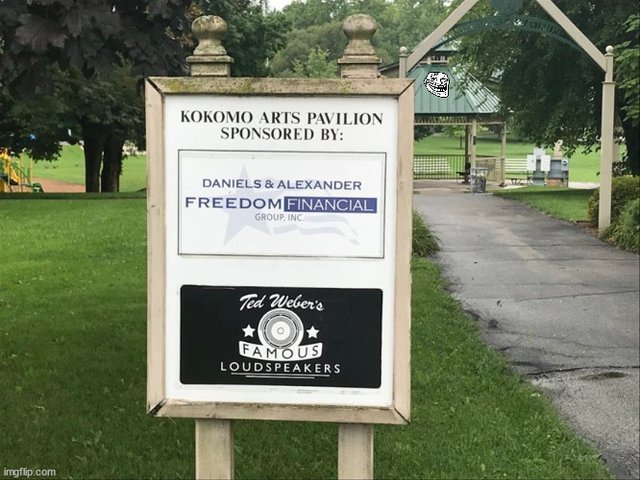 KOKOMO ARTS PAVILION
SPONSORED BY:
DANIELS & ALEXANDER
FREEDOM FINANCIAL
GROUP, INC.
Ted Weber's
FAMOUS
LOUDSPEAKERS
imgflip.com